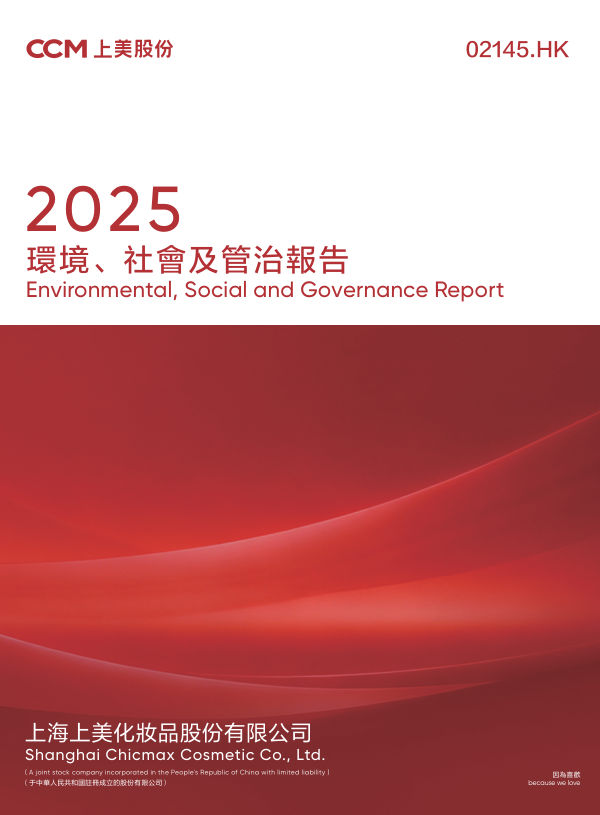 CCM 上美股份
02145.HK
2025
環境、社會及管治報告
Environmental, Social and Governance Report
上海上美化妝品股份有限公司
Shanghai Chicmax Cosmetic Co., Ltd.
( A joint stock company incorporated in the People's Republic of China with limited liability )
( 于中華人民共和國註冊成立的股份有限公司 )
因為喜歡
because we love